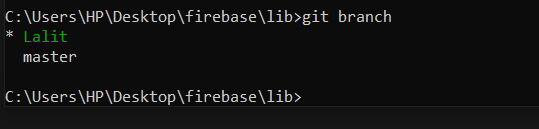 C:\Users\HP\Desktop\firebase\lib>git branch
* Lalit
  master
C:\Users\HP\Desktop\firebase\lib>